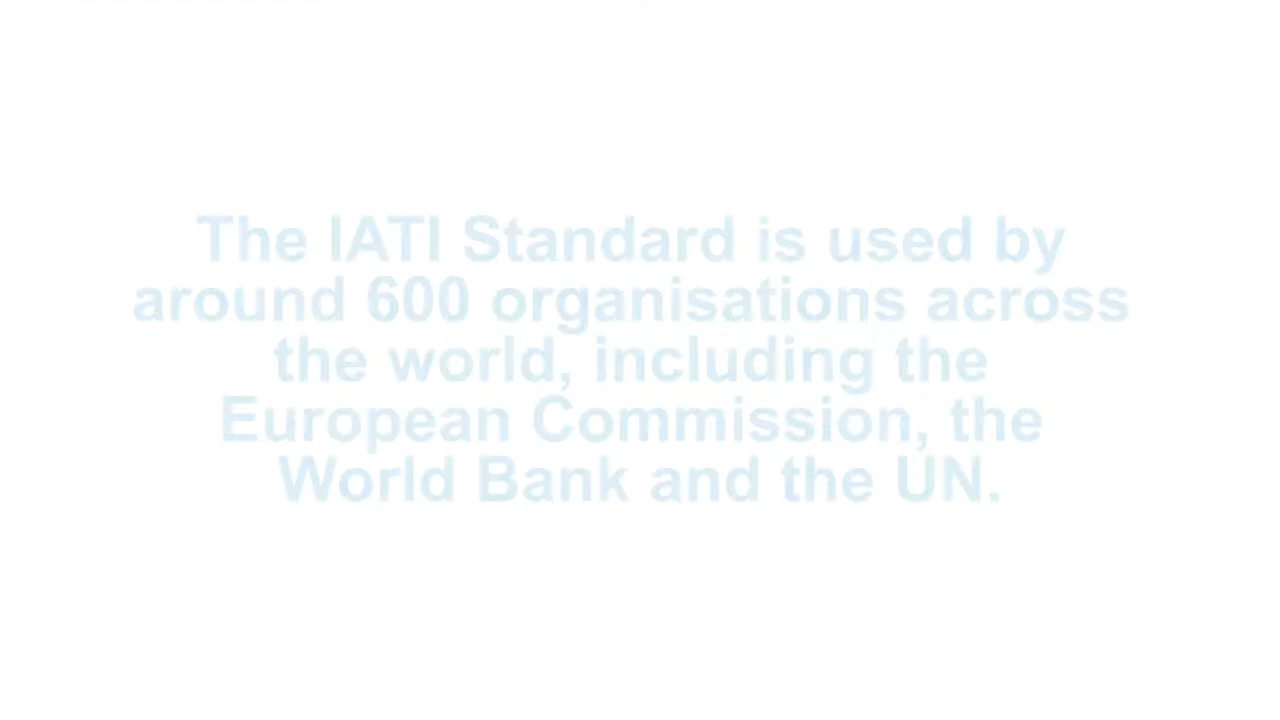 The IATI Standard is used by
around 600 organisations across
the world, including the
European Commission, the
World Bank and the UN.